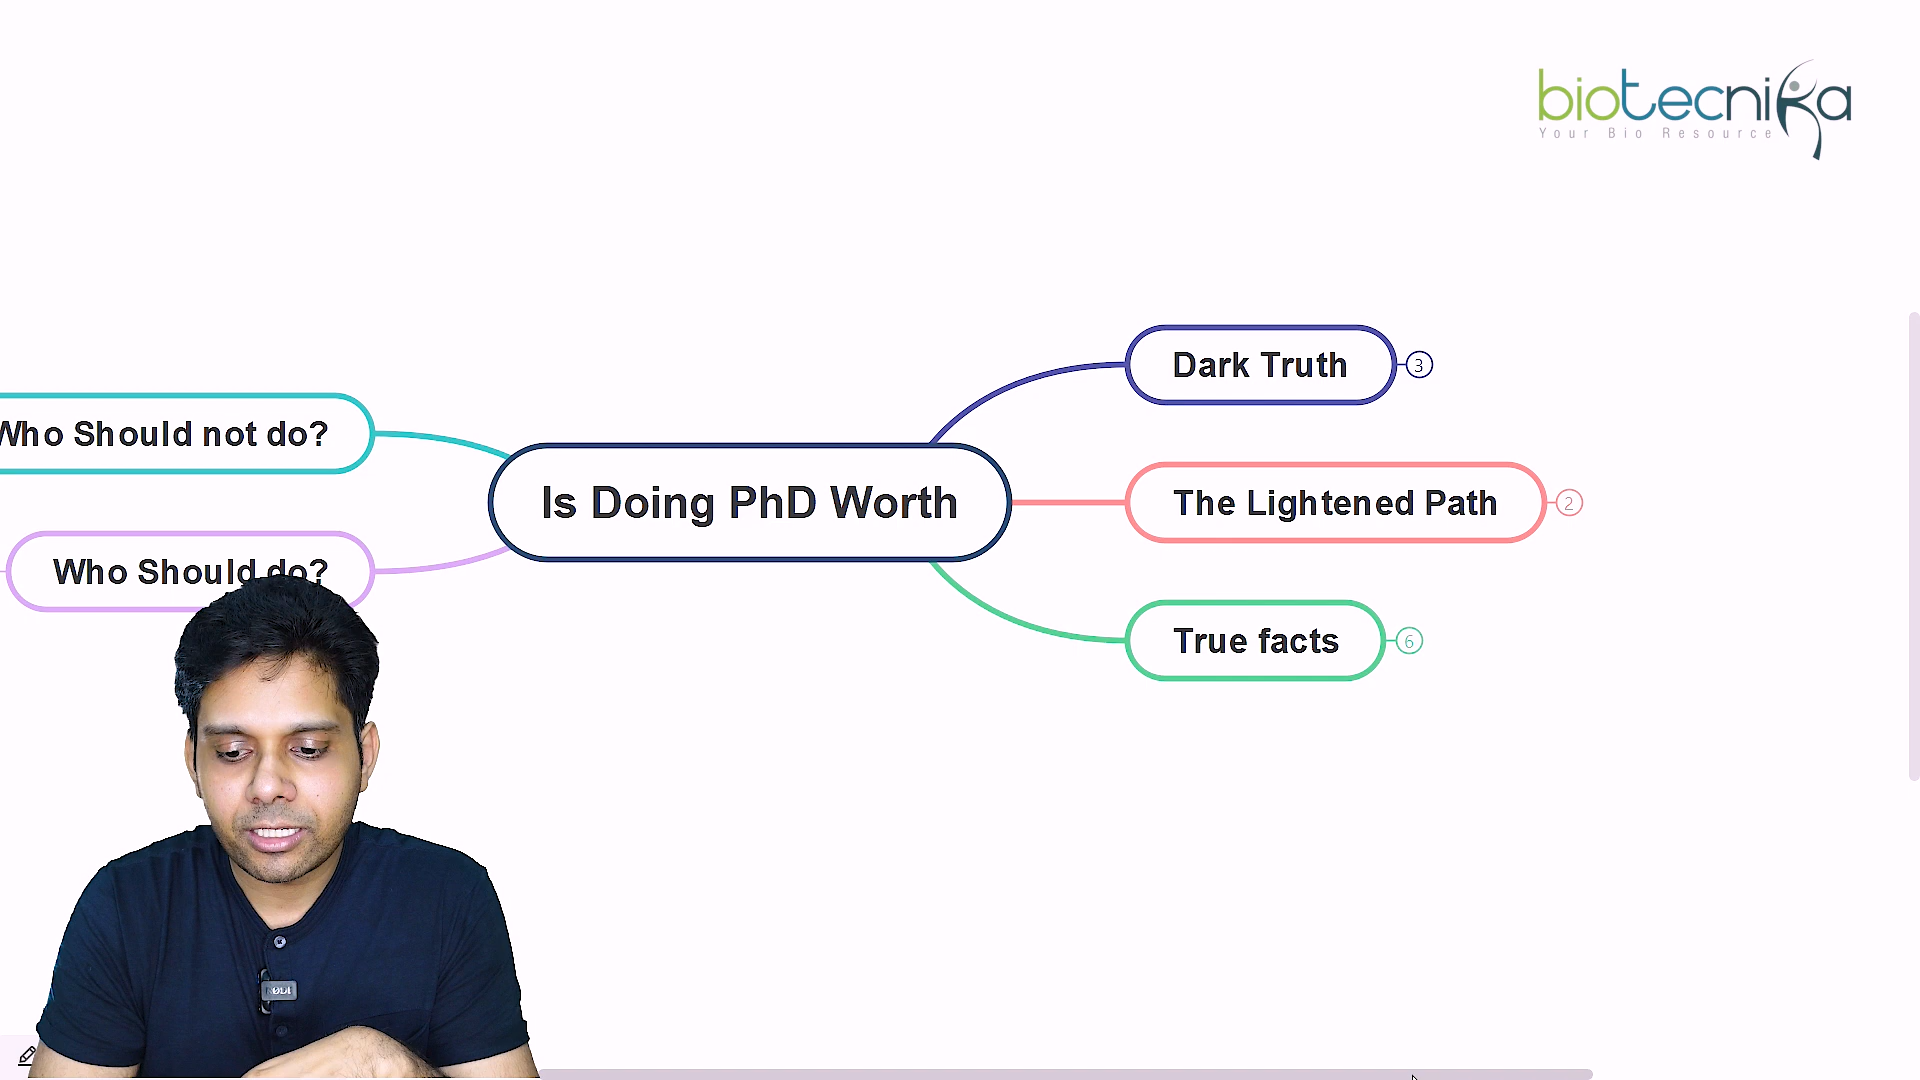 biotecnika
Your Bio Resource
Dark Truth
3
Who Should not do?
Is Doing PhD Worth
The Lightened Path
2
Who Should do?
True facts
6